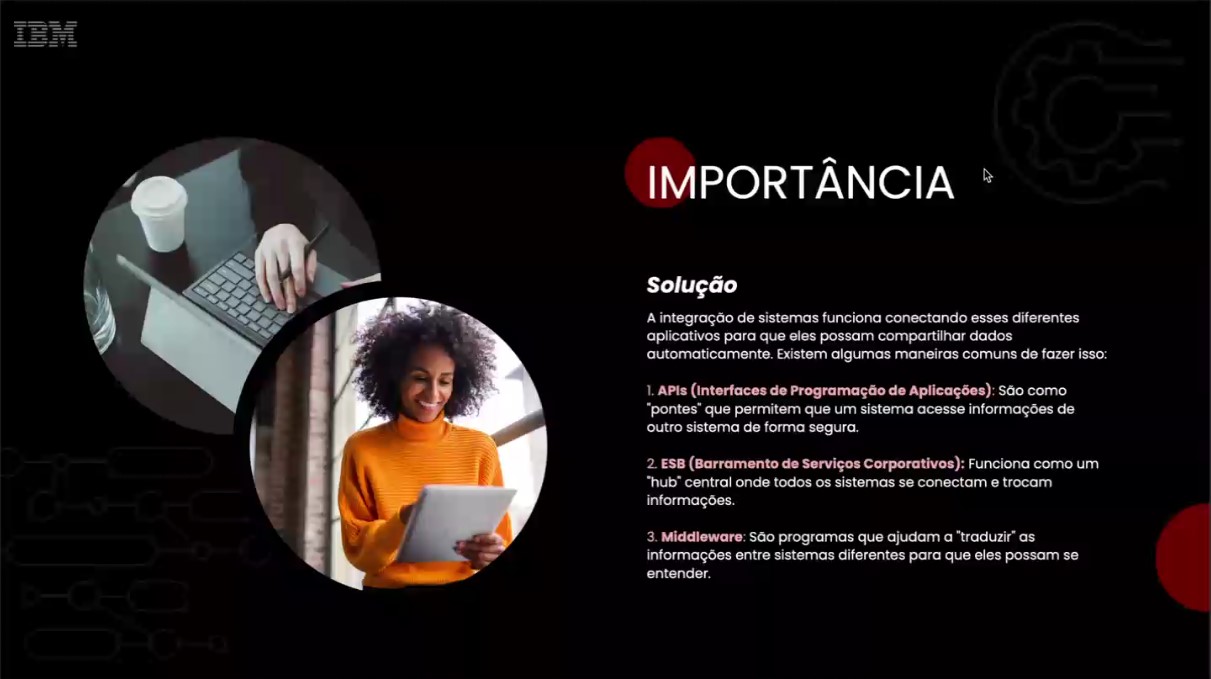 IBM
IMPORTÂNCIA
Solução
A integração de sistemas funciona conectando esses diferentes
aplicativos para que eles possam compartilhar dados
automaticamente. Existem algumas maneiras comuns de fazer isso:
1. APIs (Interfaces de Programação de Aplicações): São como
"pontes" que permitem que um sistema acesse informações de
outro sistema de forma segura.
2. ESB (Barramento de Serviços Corporativos): Funciona como um
"hub" central onde todos os sistemas se conectam e trocam
informações.
3. Middleware: São programas que ajudam a "traduzir" as
informações entre sistemas diferentes para que eles possam se
entender.